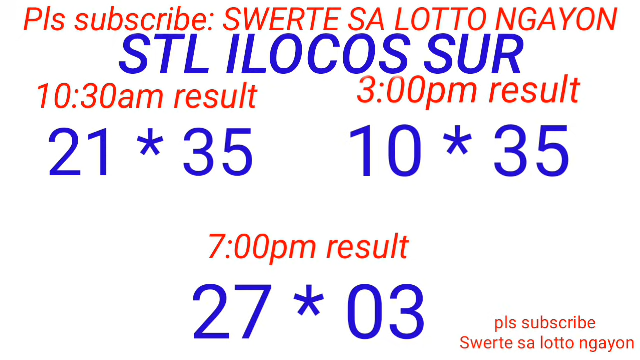 Pls subscribe: SWERTE SA LOTTO NGAYON
STL ILOCOS SUR
10:30am result
21 * 35
3:00pm result
10 * 35
7:00pm result
27 * 03
pls subscribe
Swerte sa lotto ngayon